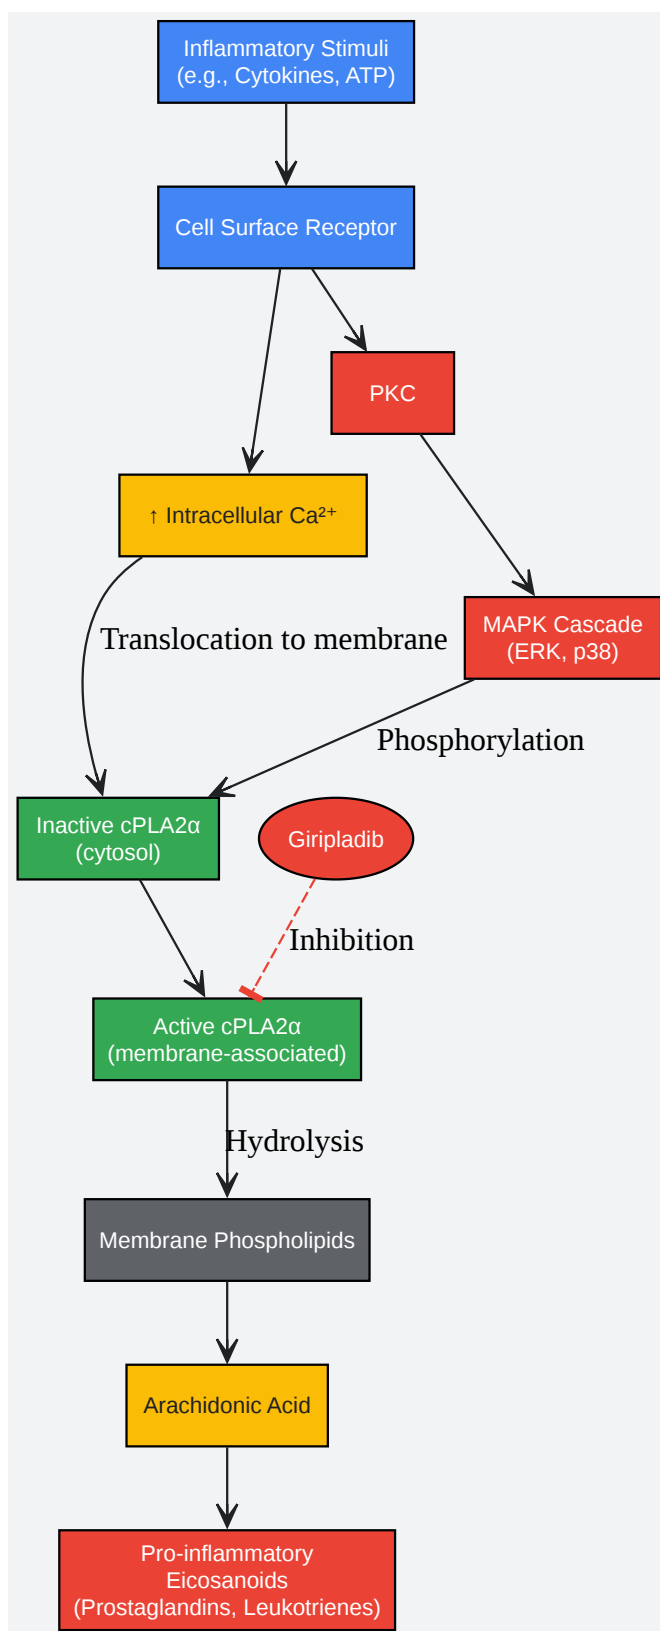 Inflammatory Stimuli
(e.g., Cytokines, ATP)
Cell Surface Receptor
PKC
↑ Intracellular Ca²⁺
Translocation to membrane
MAPK Cascade
(ERK, p38)
Phosphorylation
Inactive cPLA2α
(cytosol)
Giripladib
Inhibition
Active cPLA2α
(membrane-associated)
Hydrolysis
Membrane Phospholipids
Arachidonic Acid
Pro-inflammatory
Eicosanoids
(Prostaglandins, Leukotrienes)